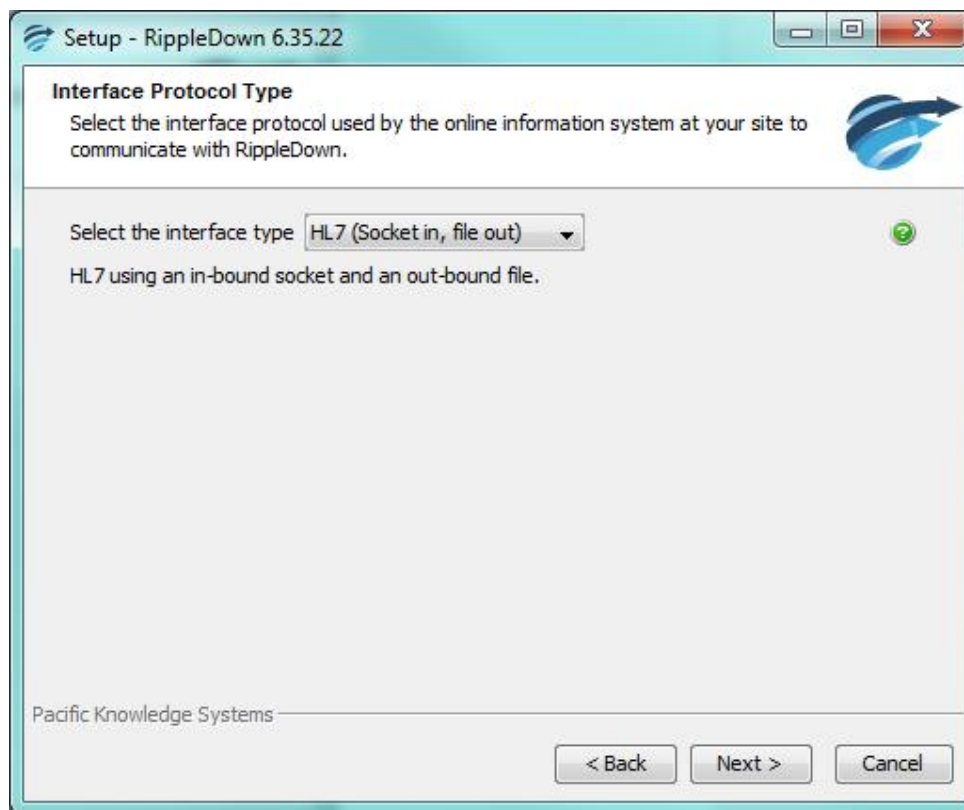 Setup - RippleDown 6.35.22
Interface Protocol Type
Select the interface protocol used by the online information system at your site to
communicate with RippleDown.
Select the interface type HL7 (Socket in, file out)
HL7 using an in-bound socket and an out-bound file.
Pacific Knowledge Systems
< Back Next > Cancel